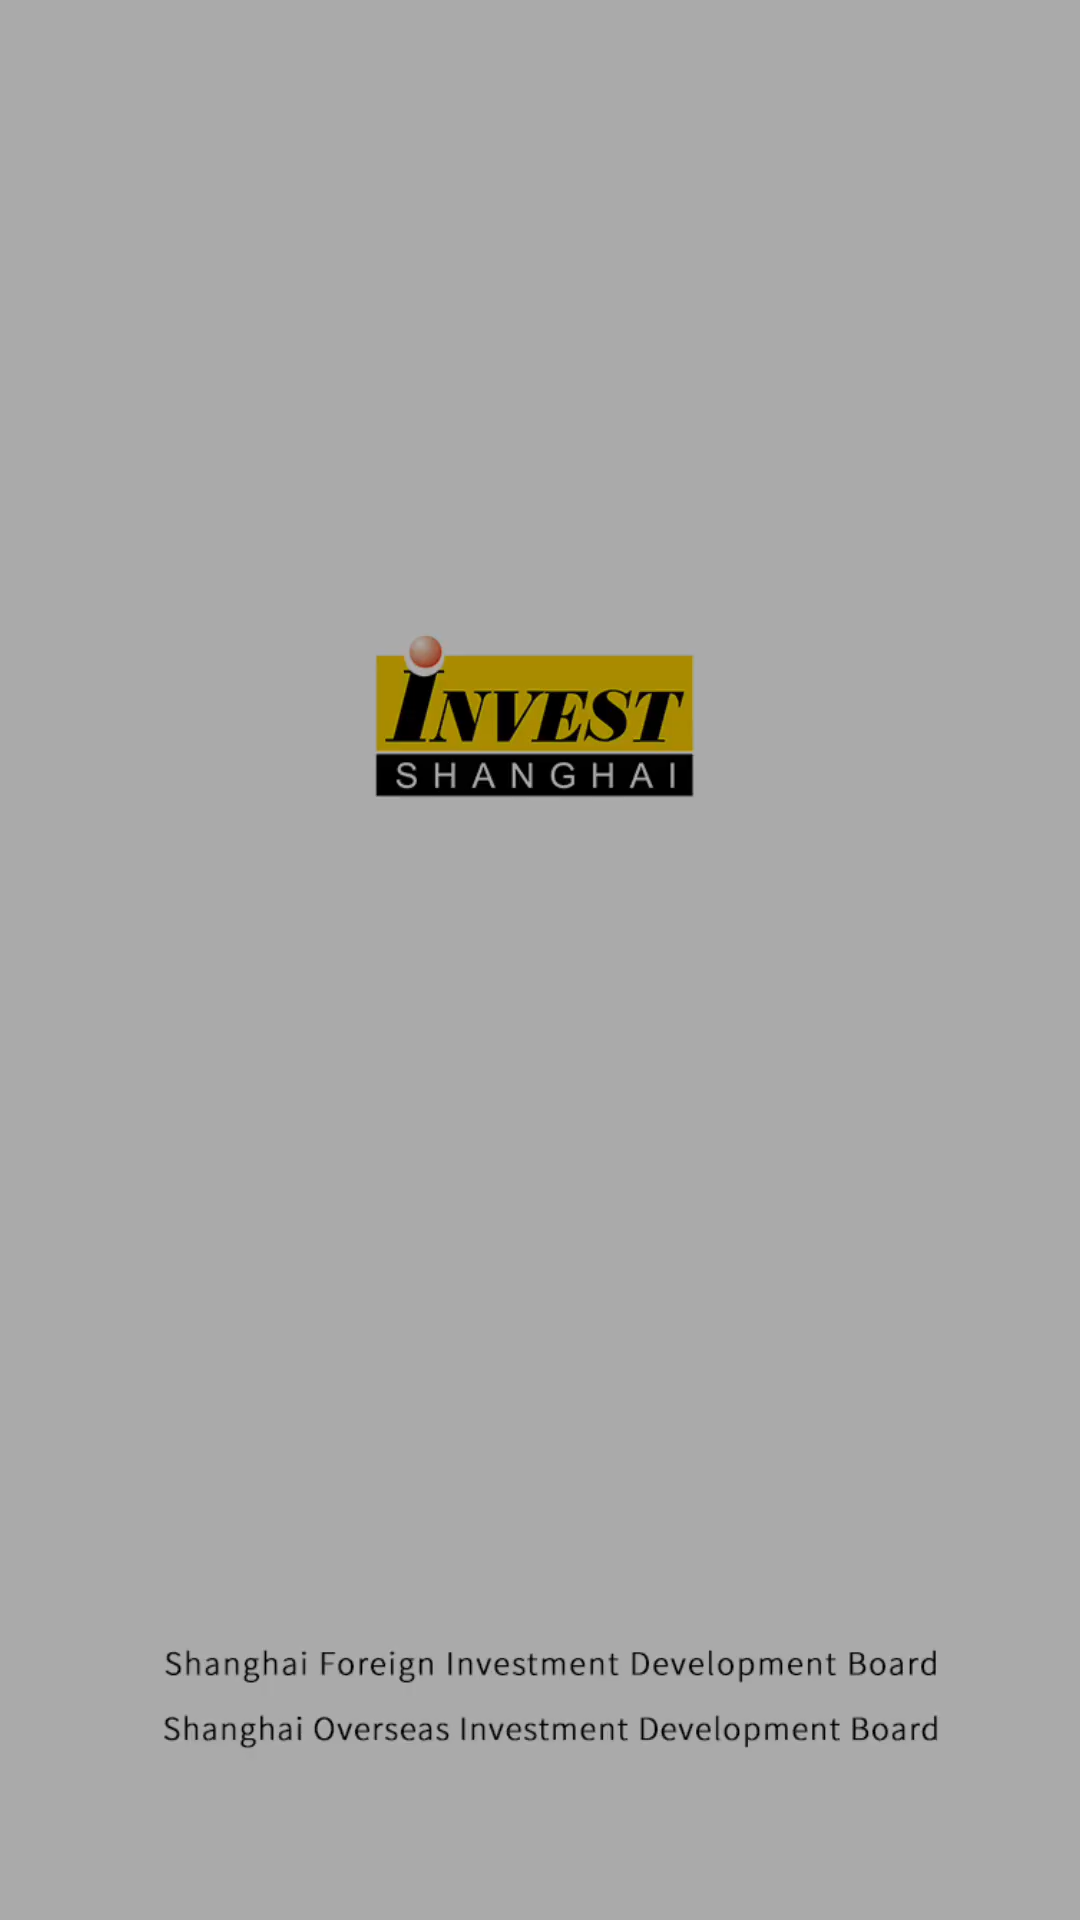 iNVEST
SHANGHAI
Shanghai Foreign Investment Development Board
Shanghai Overseas Investment Development Board